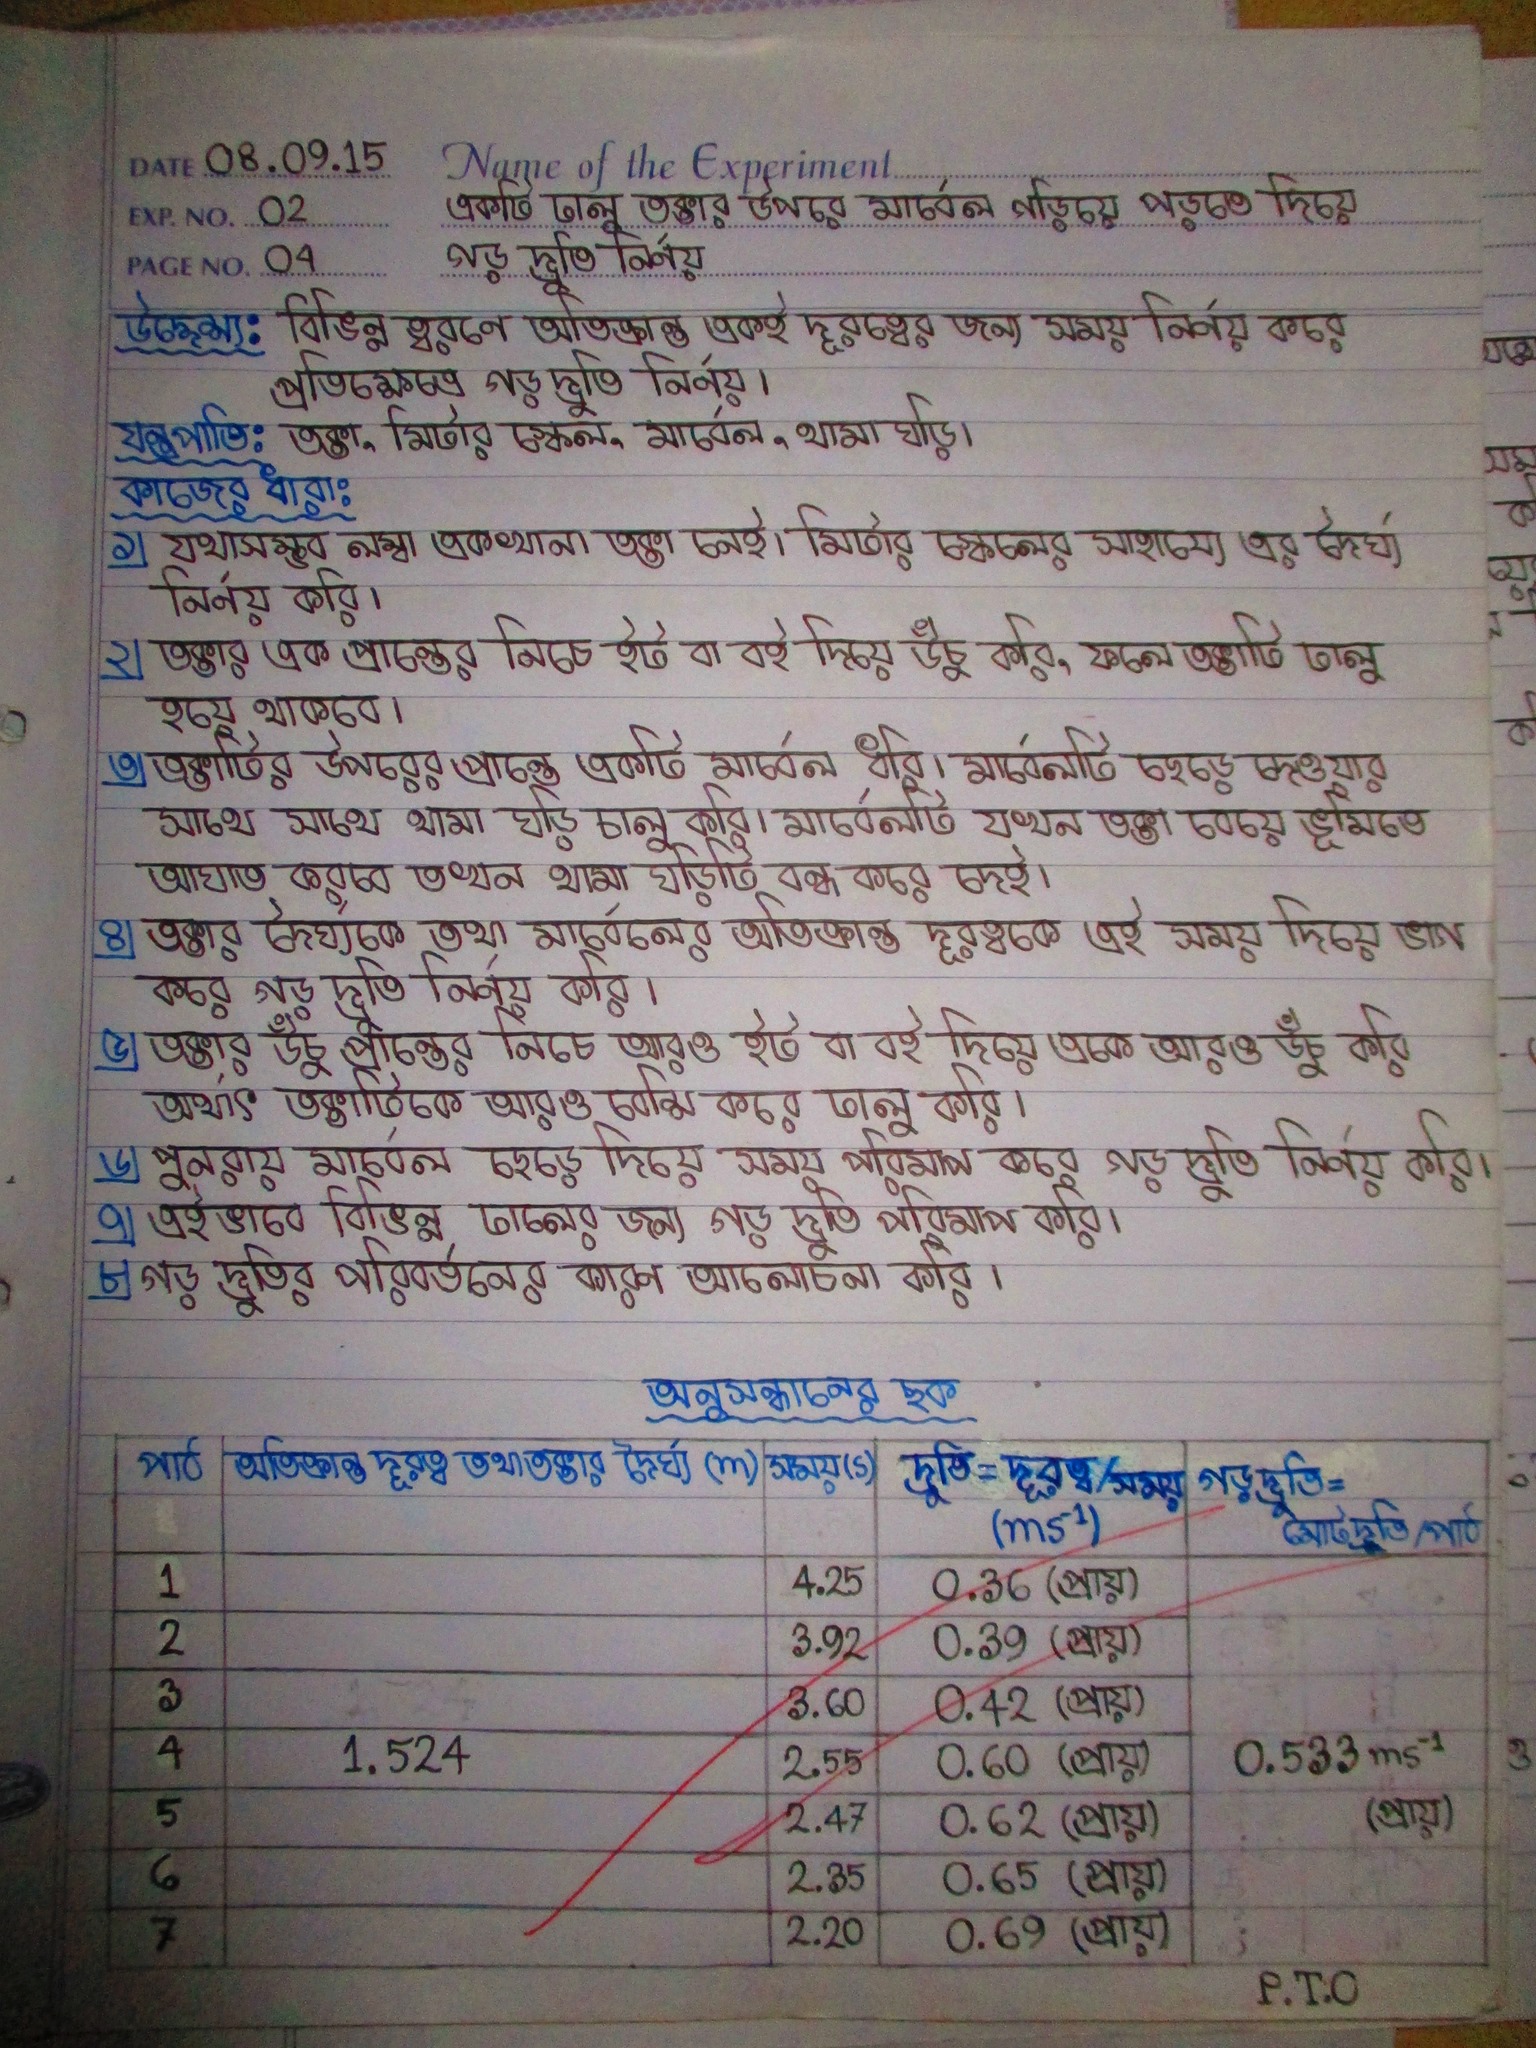 DATE 08.09.15 Name of the Experiment
EXP. NO. 02 একটি ঢালু তক্তার উপরে মার্বেল গড়িয়ে পড়তে দিয়ে
PAGE NO. 04 গড় দ্রুতি নির্ণয়
উদ্দেশ্য: বিভিন্ন ত্বরণে অতিক্রান্ত একই দূরত্বের জন্য সময় নির্ণয় করে
প্রতিক্ষেত্রে গড় দ্রুতি নির্ণয়।
যন্ত্রপাতি: তক্তা, মিটার স্কেল, মার্বেল, থামা ঘড়ি।
কাজের ধারা:
১) যথাসম্ভব লম্বা একখানা তক্তা নেই। মিটার স্কেলের সাহায্যে এর দৈর্ঘ্য
নির্ণয় করি।
২) তক্তার এক প্রান্তের নিচে ইট বা বই দিয়ে উঁচু করি, ফলে তক্তাটি ঢালু
হয়ে থাকবে।
৩) তক্তাটির উপরের প্রান্তে একটি মার্বেল ধরি। মার্বেলটি ছেড়ে দেওয়ার
সাথে সাথে থামা ঘড়ি চালু করি। মার্বেলটি যখন তক্তা বেয়ে ভূমিতে
আঘাত করবে তখন থামা ঘড়িটি বন্ধ করে দেই।
৪) তক্তার দৈর্ঘ্যকে তথা মার্বেলের অতিক্রান্ত দূরত্বকে এই সময় দিয়ে ভাগ
করে গড় দ্রুতি নির্ণয় করি।
৫) তক্তার উঁচু প্রান্তের নিচে আরও ইট বা বই দিয়ে একে আরও উঁচু করি
অর্থাৎ তক্তাটিকে আরও বেশি করে ঢালু করি।
৬) পুনরায় মার্বেল ছেড়ে দিয়ে সময় পরিমাপ করে গড় দ্রুতি নির্ণয় করি।
৭) এইভাবে বিভিন্ন ঢালের জন্য গড় দ্রুতি পরিমাপ করি।
৮) গড় দ্রুতির পরিবর্তনের কারণ আলোচনা করি।
অনুসন্ধানের ছক
পাঠ অতিক্রান্ত দূরত্ব তথা তক্তার দৈর্ঘ্য (m) সময়(s) দ্রুতি = দূরত্ব/সময় গড় দ্রুতি =
(ms⁻¹) মোট দ্রুতি/পাঠ
1 4.25 0.36 (প্রায়)
2 3.92 0.39 (প্রায়)
3 3.60 0.42 (প্রায়)
4 1.524 2.55 0.60 (প্রায়) 0.533 ms⁻¹
5 2.47 0.62 (প্রায়) (প্রায়)
6 2.35 0.65 (প্রায়)
7 2.20 0.69 (প্রায়)
P.T.O